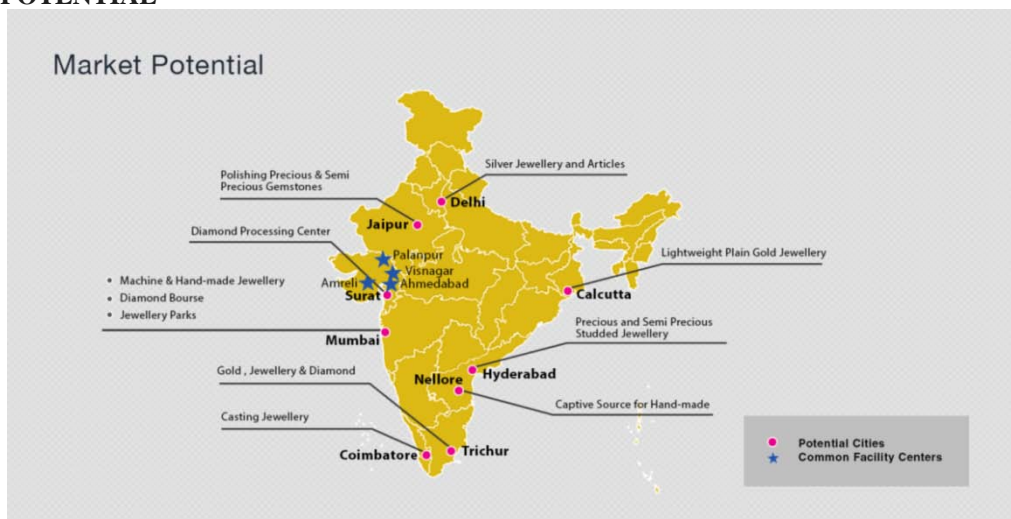 POTENTIAL
Market Potential
Silver Jewellery and Articles
Polishing Precious & Semi
Precious Gemstones
Delhi
Jaipur
Diamond Processing Center
Palanpur
Lightweight Plain Gold Jewellery
Visnagar
• Machine & Hand-made Jewellery
Amreli
Ahmedabad
Surat
Calcutta
• Diamond Bourse
• Jewellery Parks
Precious and Semi Precious
Studded Jewellery
Mumbai
Gold , Jewellery & Diamond
Nellore
Hyderabad
Captive Source for Hand-made
Casting Jewellery
Coimbatore
Trichur
Potential Cities
Common Facility Centers